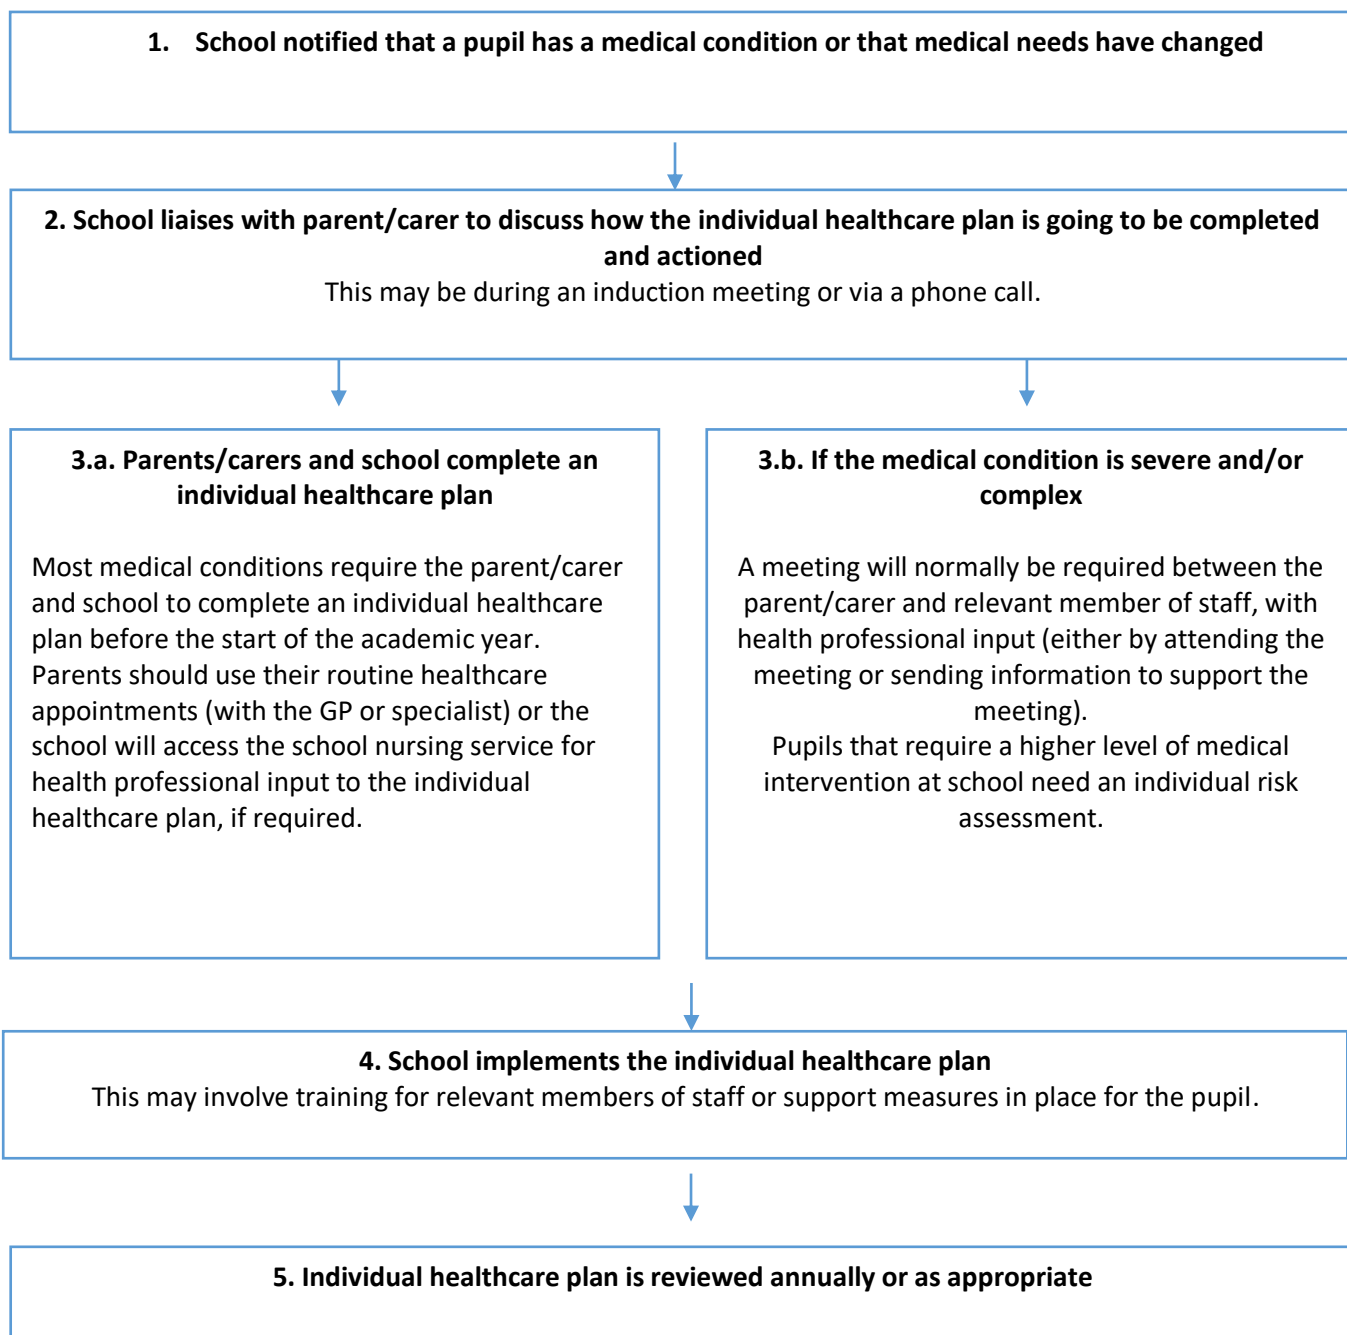 1. School notified that a pupil has a medical condition or that medical needs have changed
2. School liaises with parent/carer to discuss how the individual healthcare plan is going to be completed
and actioned
This may be during an induction meeting or via a phone call.
3.a. Parents/carers and school complete an
individual healthcare plan
Most medical conditions require the parent/carer
and school to complete an individual healthcare
plan before the start of the academic year.
Parents should use their routine healthcare
appointments (with the GP or specialist) or the
school will access the school nursing service for
health professional input to the individual
healthcare plan, if required.
3.b. If the medical condition is severe and/or
complex
A meeting will normally be required between the
parent/carer and relevant member of staff, with
health professional input (either by attending the
meeting or sending information to support the
meeting).
Pupils that require a higher level of medical
intervention at school need an individual risk
assessment.
4. School implements the individual healthcare plan
This may involve training for relevant members of staff or support measures in place for the pupil.
5. Individual healthcare plan is reviewed annually or as appropriate